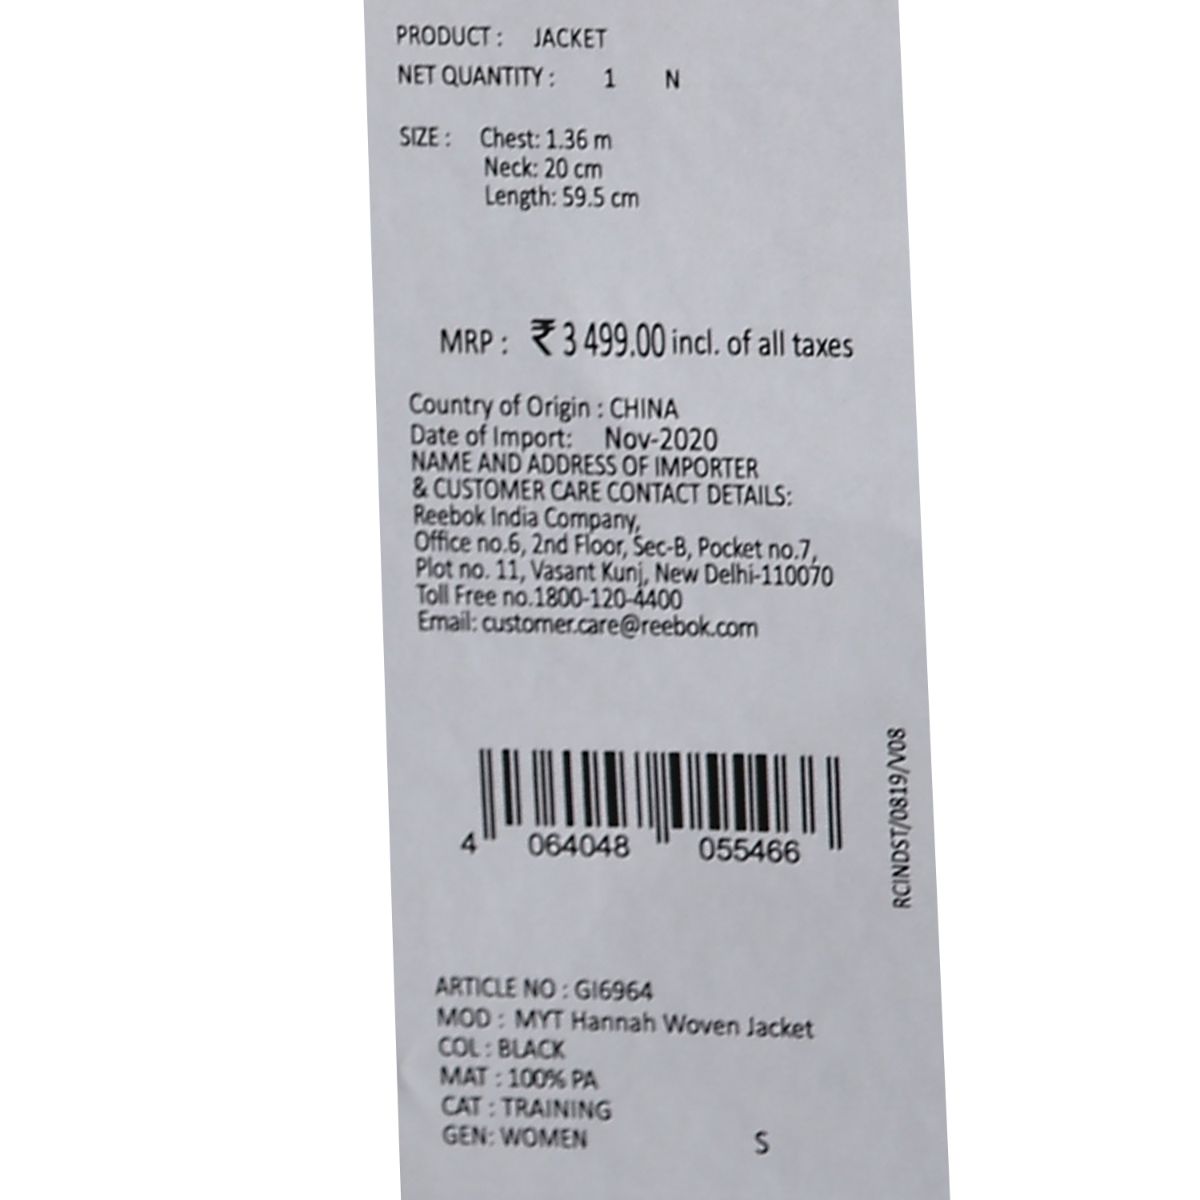 PRODUCT : JACKET
NET QUANTITY : 1 N
SIZE : Chest: 1.36 m
Neck: 20 cm
Length: 59.5 cm
MRP : ₹ 3 499.00 incl. of all taxes
Country of Origin : CHINA
Date of Import: Nov-2020
NAME AND ADDRESS OF IMPORTER
& CUSTOMER CARE CONTACT DETAILS:
Reebok India Company,
Office no.6, 2nd Floor, Sec-B, Pocket no.7,
Plot no. 11, Vasant Kunj, New Delhi-110070
Toll Free no.1800-120-4400
Email: customer.care@reebok.com
4 064048 055466
RCINDST/0819/V08
ARTICLE NO : GI6964
MOD : MYT Hannah Woven Jacket
COL : BLACK
MAT : 100% PA
CAT : TRAINING
GEN: WOMEN S